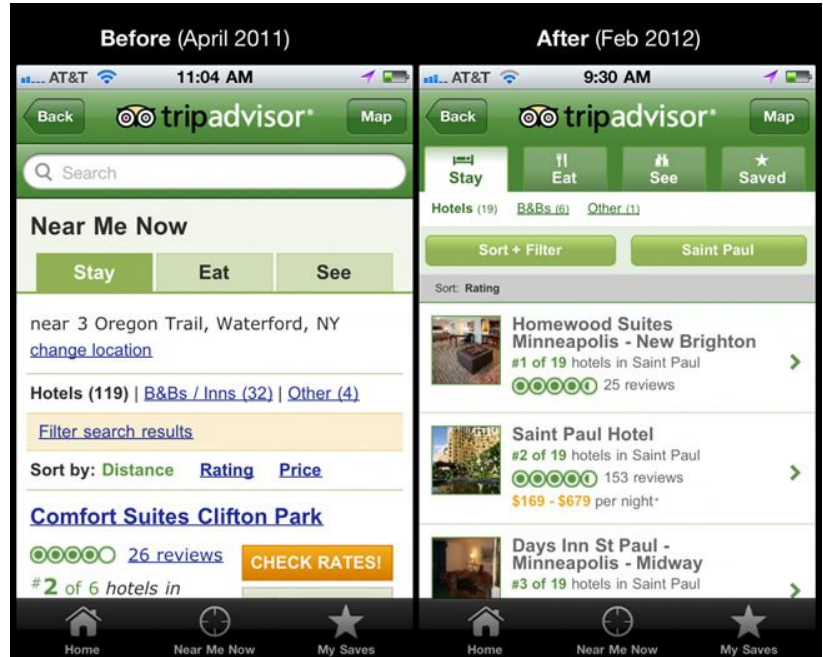 Before (April 2011)
AT&T 11:04 AM
Back tripadvisor® Map
Search
Near Me Now
Stay Eat See
near 3 Oregon Trail, Waterford, NY
change location
Hotels (119) | B&Bs / Inns (32) | Other (4)
Filter search results
Sort by: Distance Rating Price
Comfort Suites Clifton Park
26 reviews CHECK RATES!
#2 of 6 hotels in
Home Near Me Now My Saves
After (Feb 2012)
AT&T 9:30 AM
Back tripadvisor® Map
Stay Eat See Saved
Hotels (19) B&Bs (6) Other (1)
Sort + Filter Saint Paul
Sort: Rating
Homewood Suites
Minneapolis - New Brighton
#1 of 19 hotels in Saint Paul
25 reviews
Saint Paul Hotel
#2 of 19 hotels in Saint Paul
153 reviews
$169 - $679 per night*
Days Inn St Paul -
Minneapolis - Midway
#3 of 19 hotels in Saint Paul
Home Near Me Now My Saves